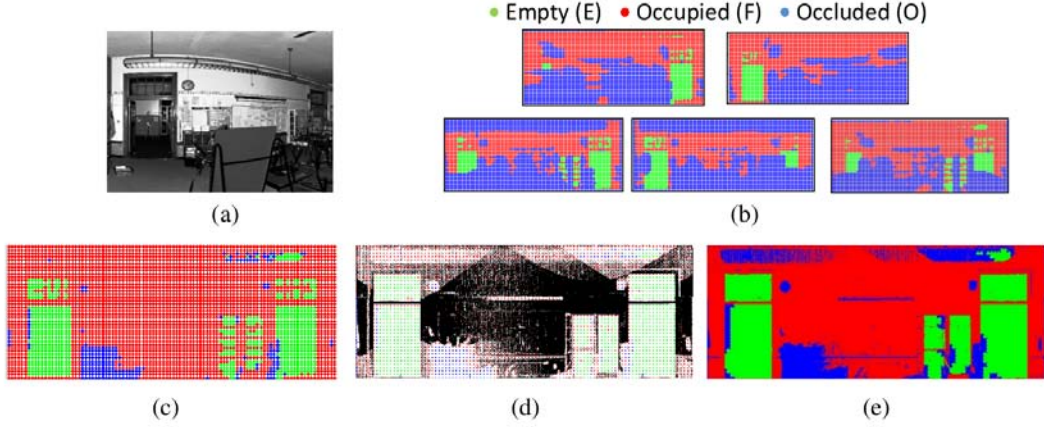 Empty (E) Occupied (F) Occluded (O)
(a)
(b)
(c)
(d)
(e)